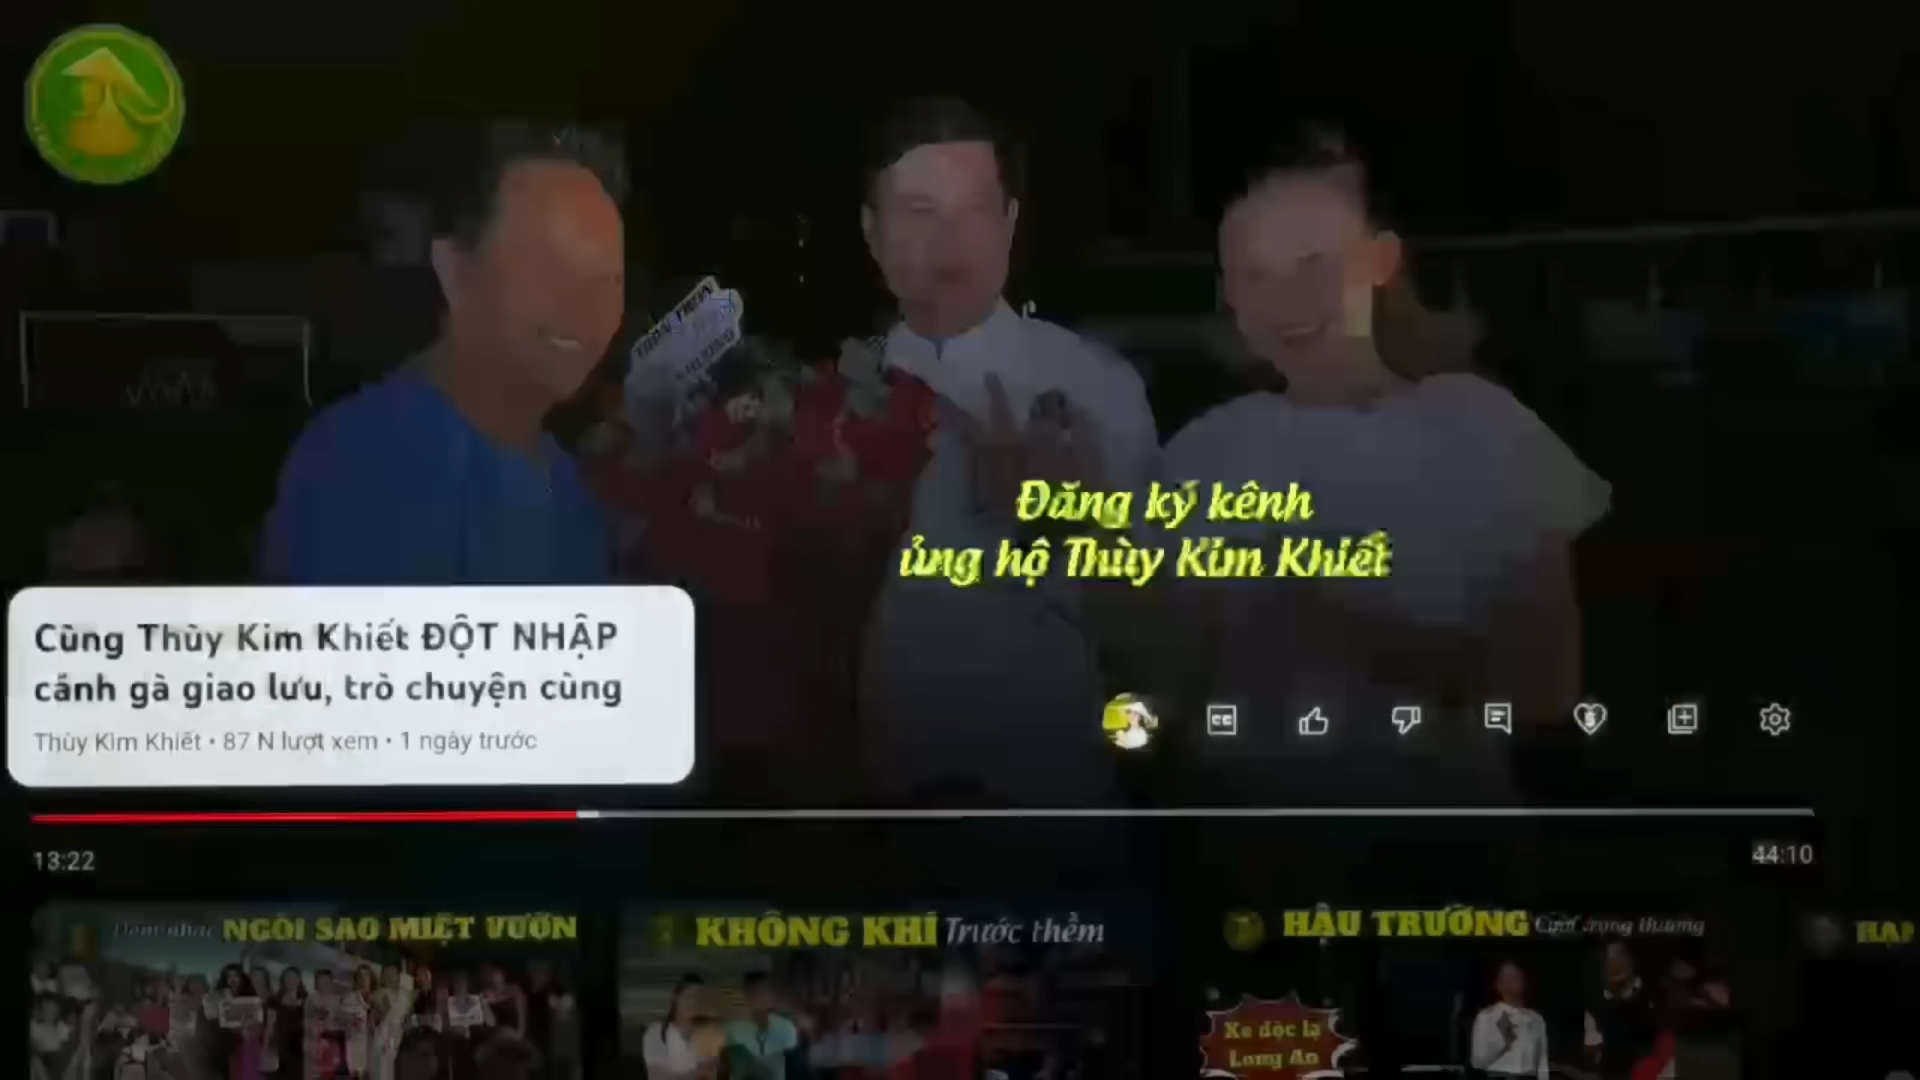 Đăng ký kênh
ủng hộ Thùy Kim Khiết
Cùng Thùy Kim Khiết ĐỘT NHẬP
cánh gà giao lưu, trò chuyện cùng
Thùy Kim Khiết • 87 N lượt xem • 1 ngày trước
CC
13:22
44:10
NGÔI SAO MIỆT VƯỜN
KHÔNG KHÍ Trước thềm
HẬU TRƯỜNG
Xe độc lạ
Long An